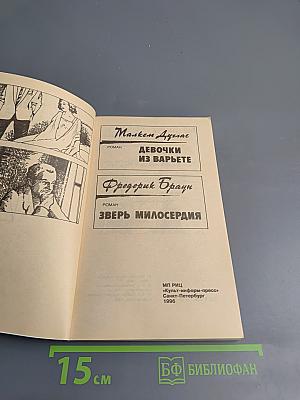 Малкем Дуглас
РОМАН
ДЕВОЧКИ
ИЗ ВАРЬЕТЕ
Фредерик Браун
РОМАН
ЗВЕРЬ МИЛОСЕРДИЯ
МП РИЦ
«Культ-информ-пресс»
Санкт-Петербург
1996
15 см
БФ БИБЛИОФАН